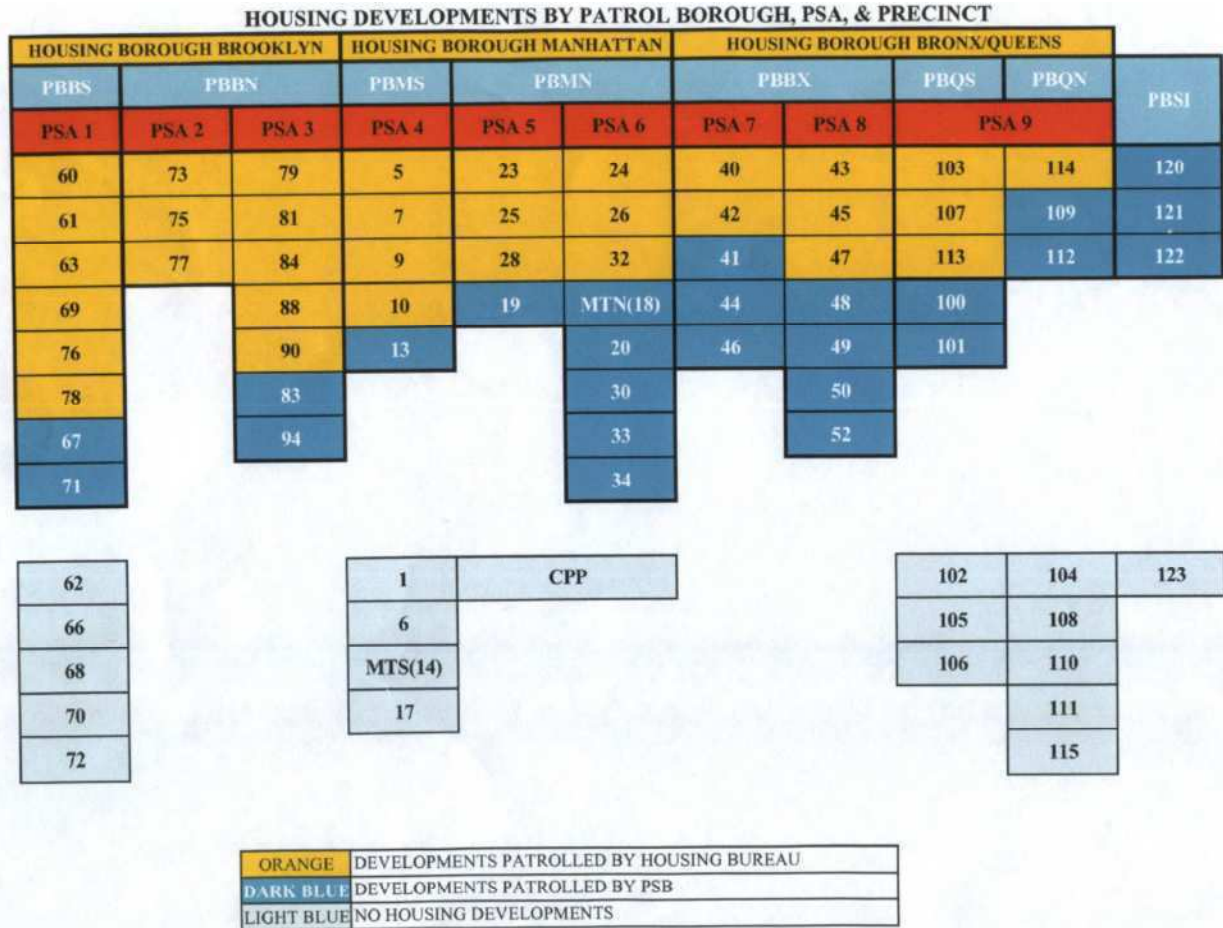 HOUSING DEVELOPMENTS BY PATROL BOROUGH, PSA, & PRECINCT
HOUSING BOROUGH BROOKLYN HOUSING BOROUGH MANHATTAN HOUSING BOROUGH BRONX/QUEENS
PBBS PBBN PBMS PBMN PBBX PBQS PBQN PBSI
PSA 1 PSA 2 PSA 3 PSA 4 PSA 5 PSA 6 PSA 7 PSA 8 PSA 9
60 73 79 5 23 24 40 43 103 114 120
61 75 81 7 25 26 42 45 107 109 121
63 77 84 9 28 32 41 47 113 112 122
69 88 10 19 MTN(18) 44 48 100
76 90 13 20 46 49 101
78 83 30 50
67 94 33 52
71 34
62 1 CPP 102 104 123
66 6 105 108
68 MTS(14) 106 110
70 17 111
72 115
ORANGE DEVELOPMENTS PATROLLED BY HOUSING BUREAU
DARK BLUE DEVELOPMENTS PATROLLED BY PSB
LIGHT BLUE NO HOUSING DEVELOPMENTS